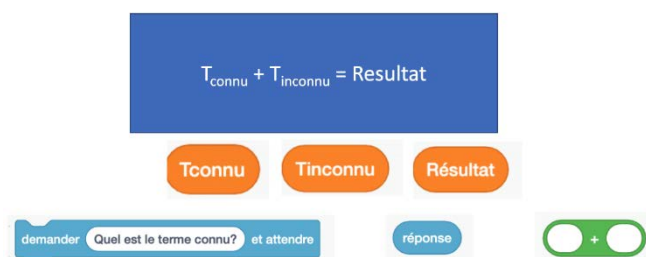 Tconnu + Tinconnu = Resultat
Tconnu Tinconnu Résultat
demander Quel est le terme connu? et attendre réponse +